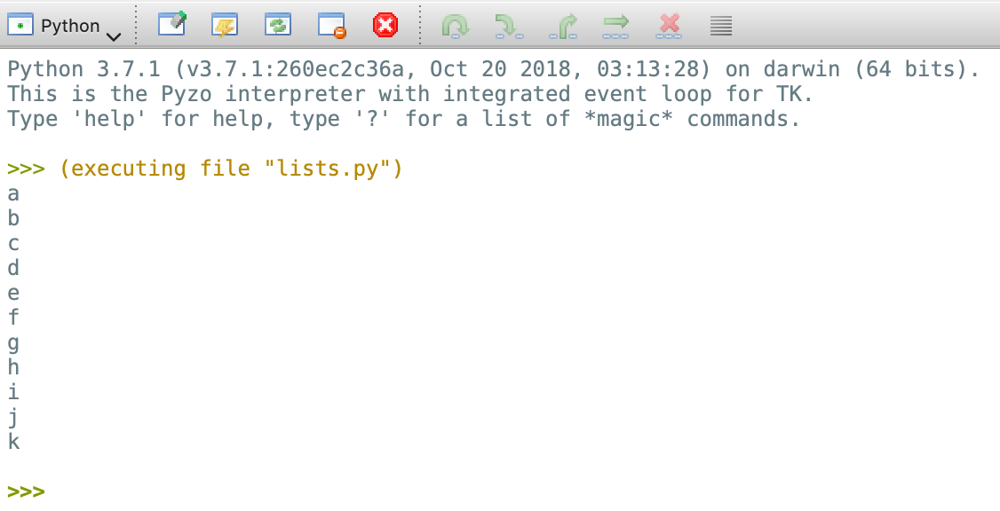 Python
Python 3.7.1 (v3.7.1:260ec2c36a, Oct 20 2018, 03:13:28) on darwin (64 bits).
This is the Pyzo interpreter with integrated event loop for TK.
Type 'help' for help, type '?' for a list of *magic* commands.
>>> (executing file "lists.py")
a
b
c
d
e
f
g
h
i
j
k
>>>